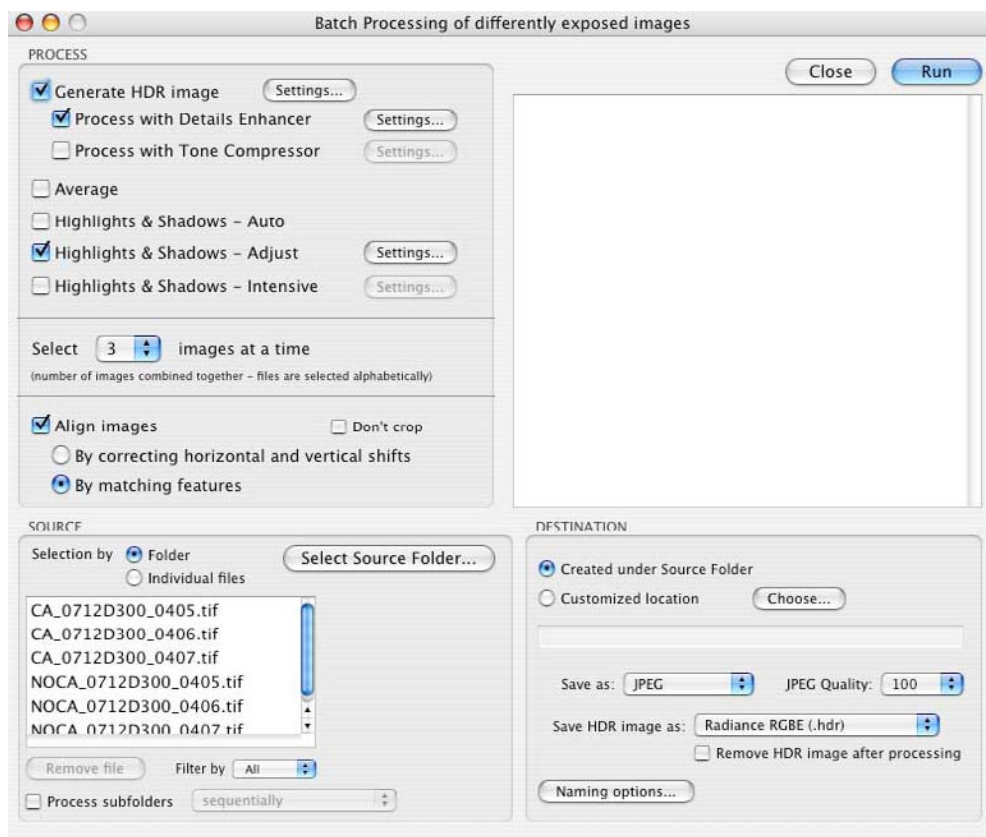 Batch Processing of differently exposed images
PROCESS
Close Run
Generate HDR image Settings...
Process with Details Enhancer Settings...
Process with Tone Compressor Settings...
Average
Highlights & Shadows - Auto
Highlights & Shadows - Adjust Settings...
Highlights & Shadows - Intensive Settings...
Select 3 images at a time
(number of images combined together - files are selected alphabetically)
Align images Don't crop
By correcting horizontal and vertical shifts
By matching features
SOURCE
Selection by Folder Select Source Folder...
Individual files
CA_0712D300_0405.tif
CA_0712D300_0406.tif
CA_0712D300_0407.tif
NOCA_0712D300_0405.tif
NOCA_0712D300_0406.tif
NOCA_0712D300_0407.tif
Remove file Filter by All
Process subfolders sequentially
DESTINATION
Created under Source Folder
Customized location Choose...
Save as: JPEG JPEG Quality: 100
Save HDR image as: Radiance RGBE (.hdr)
Remove HDR image after processing
Naming options...